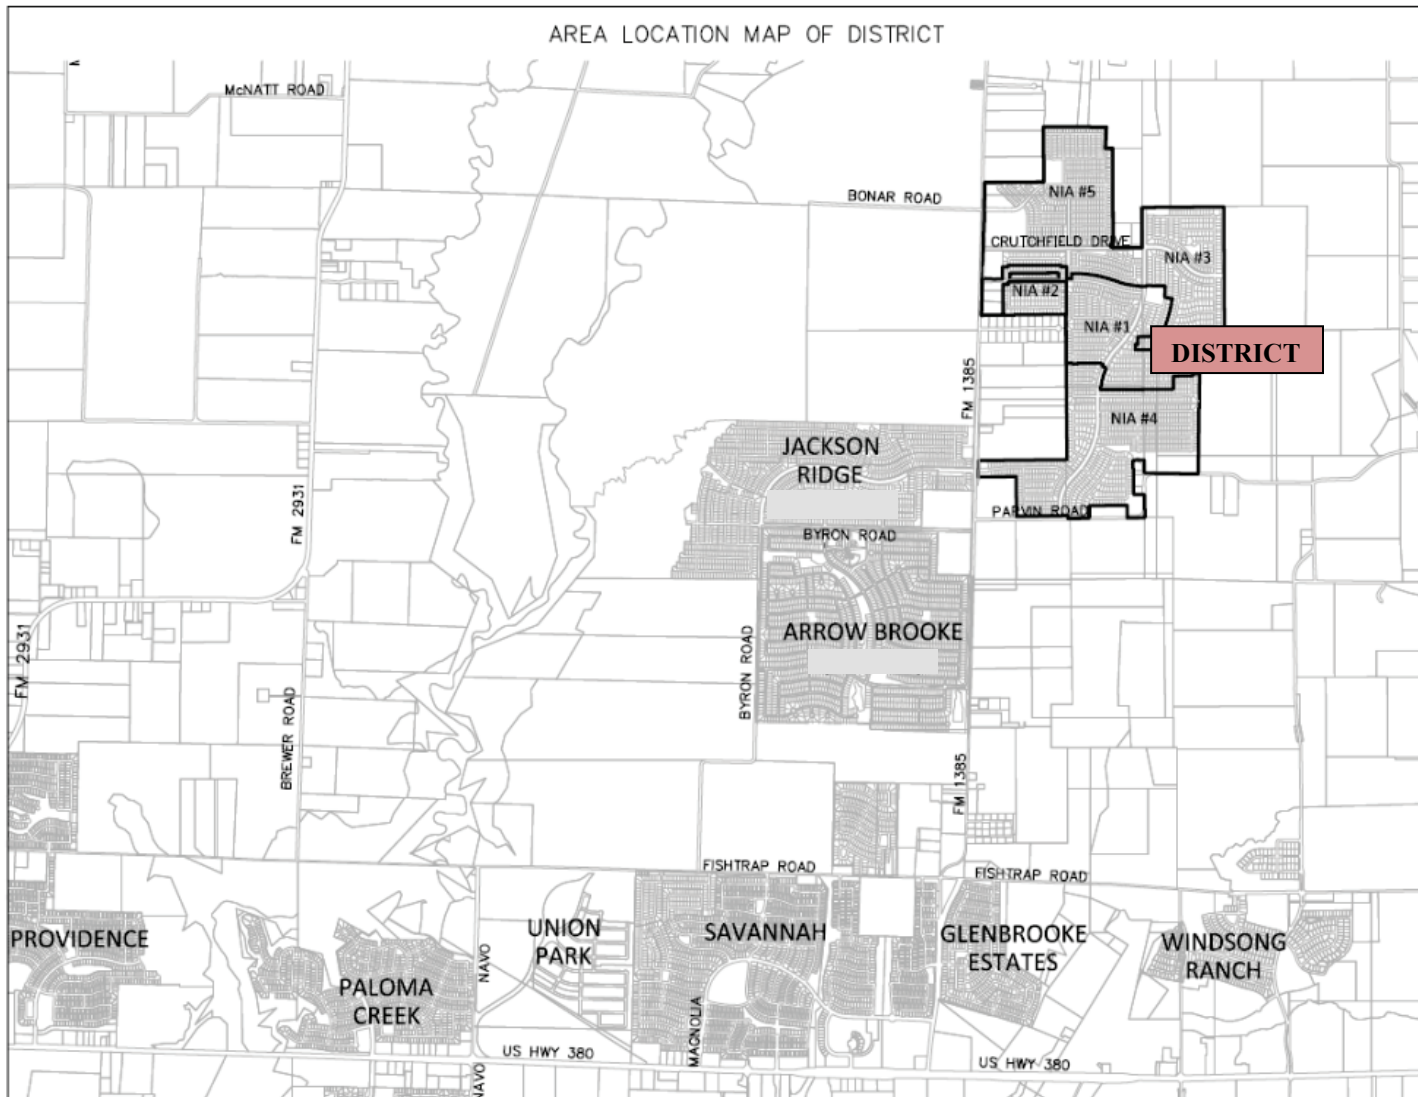 AREA LOCATION MAP OF DISTRICT
McNATT ROAD
BONAR ROAD
NIA #5
CRUTCHFIELD DRIVE
NIA #3
NIA #2
NIA #1
DISTRICT
FM 1385
NIA #4
JACKSON
RIDGE
FM 2931
PARVIN ROAD
BYRON ROAD
ARROW BROOKE
FM 2931
BYRON ROAD
BREWER ROAD
FM 1385
FISHTRAP ROAD
FISHTRAP ROAD
PROVIDENCE
UNION
PARK
SAVANNAH
GLENBROOKE
ESTATES
WINDSONG
RANCH
NAVO
PALOMA
CREEK
MAGNOLIA
US HWY 380
US HWY 380
NAVO